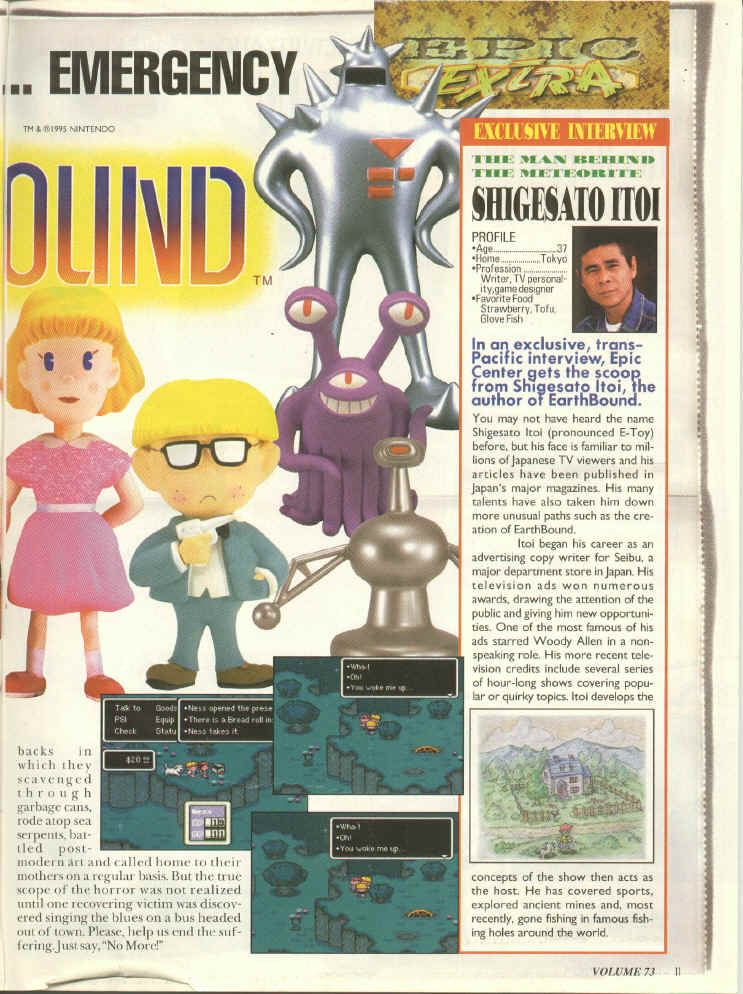 ... EMERGENCY
TM & ©1995 NINTENDO
OUND
TM
backs in
which they
scavenged
through
garbage cans,
rode atop sea
serpents, bat-
tled post-
modern art and called home to their
mothers on a regular basis. But the true
scope of the horror was not realized
until one recovering victim was discov-
ered singing the blues on a bus headed
out of town. Please, help us end the suf-
fering. Just say, "No More!"
Talk to Goods
PSI Equip
Check Statu
•Ness opened the prese
•There is a Bread roll in
•Ness takes it.
•Wha-!
•Oh!
•You woke me up...
•Wha-!
•Oh!
•You woke me up...
EPIC
EXTRA
EXCLUSIVE INTERVIEW
THE MAN BEHIND
THE METEORITE
SHIGESATO ITOI
PROFILE
•Age....................37
•Home .................Tokyo
•Profession ..................
Writer, TV personal-
ity,game designer
•Favorite Food
Strawberry, Tofu,
Glove Fish
In an exclusive, trans-
Pacific interview, Epic
Center gets the scoop
from Shigesato Itoi, the
author of EarthBound.
You may not have heard the name
Shigesato Itoi (pronounced E-Toy)
before, but his face is familiar to mil-
lions of Japanese TV viewers and his
articles have been published in
Japan's major magazines. His many
talents have also taken him down
more unusual paths such as the cre-
ation of EarthBound.
Itoi began his career as an
advertising copy writer for Seibu, a
major department store in Japan. His
television ads won numerous
awards, drawing the attention of the
public and giving him new opportuni-
ties. One of the most famous of his
ads starred Woody Allen in a non-
speaking role. His more recent tele-
vision credits include several series
of hour-long shows covering popu-
lar or quirky topics. Itoi develops the
concepts of the show then acts as
the host. He has covered sports,
explored ancient mines and, most
recently, gone fishing in famous fish-
ing holes around the world.
VOLUME 73 11